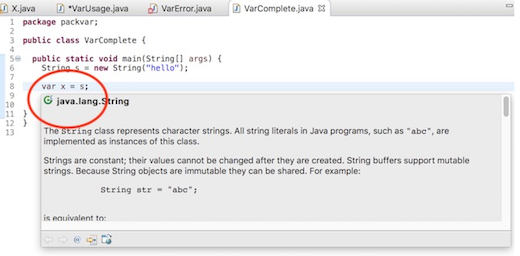 X.java *VarUsage.java VarError.java VarComplete.java
1 package packvar;
2
3 public class VarComplete {
4
5 public static void main(String[] args) {
6 String s = new String("hello");
7
8 var x = s;
9
10
11 }
12 }
13
java.lang.String
The String class represents character strings. All string literals in Java programs, such as "abc", are
implemented as instances of this class.
Strings are constant; their values cannot be changed after they are created. String buffers support mutable
strings. Because String objects are immutable they can be shared. For example:
String str = "abc";
is equivalent to: